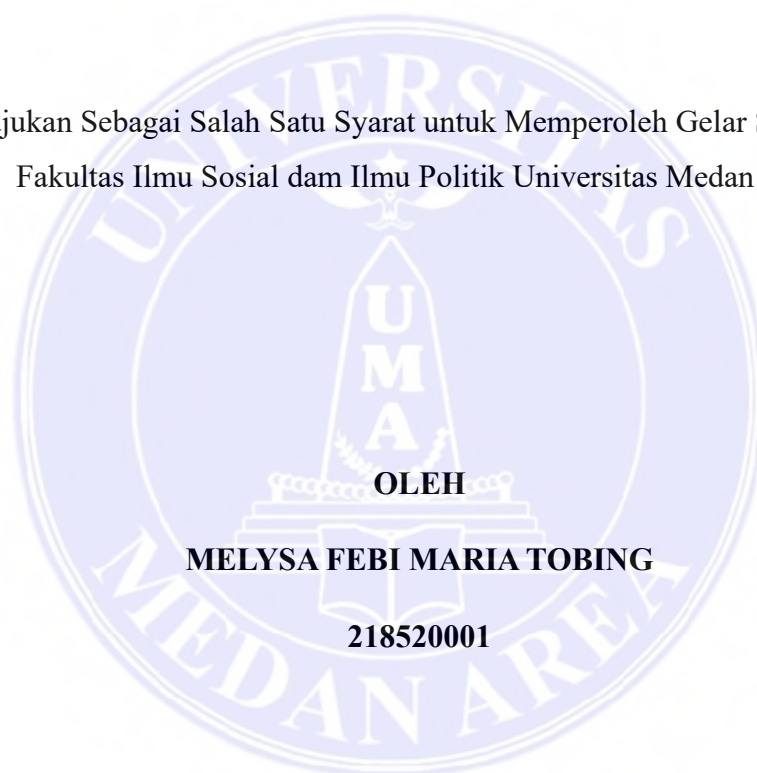 jukan Sebagai Salah Satu Syarat untuk Memperoleh Gelar
Fakultas Ilmu Sosial dam Ilmu Politik Universitas Medan
UNIVERSITAS
UMA
OLEH
MELYSA FEBI MARIA TOBING
218520001
MEDAN AREA